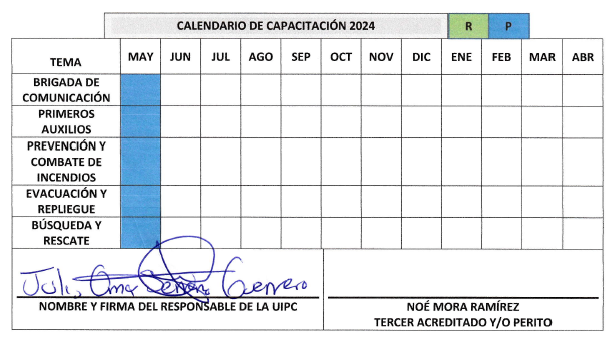 CALENDARIO DE CAPACITACIÓN 2024 R P
TEMA MAY JUN JUL AGO SEP OCT NOV DIC ENE FEB MAR ABR
BRIGADA DE
COMUNICACIÓN
PRIMEROS
AUXILIOS
PREVENCIÓN Y
COMBATE DE
INCENDIOS
EVACUACIÓN Y
REPLIEGUE
BÚSQUEDA Y
RESCATE
Julio Omar Guerrero
NOMBRE Y FIRMA DEL RESPONSABLE DE LA UIPC
NOÉ MORA RAMÍREZ
TERCER ACREDITADO Y/O PERITO